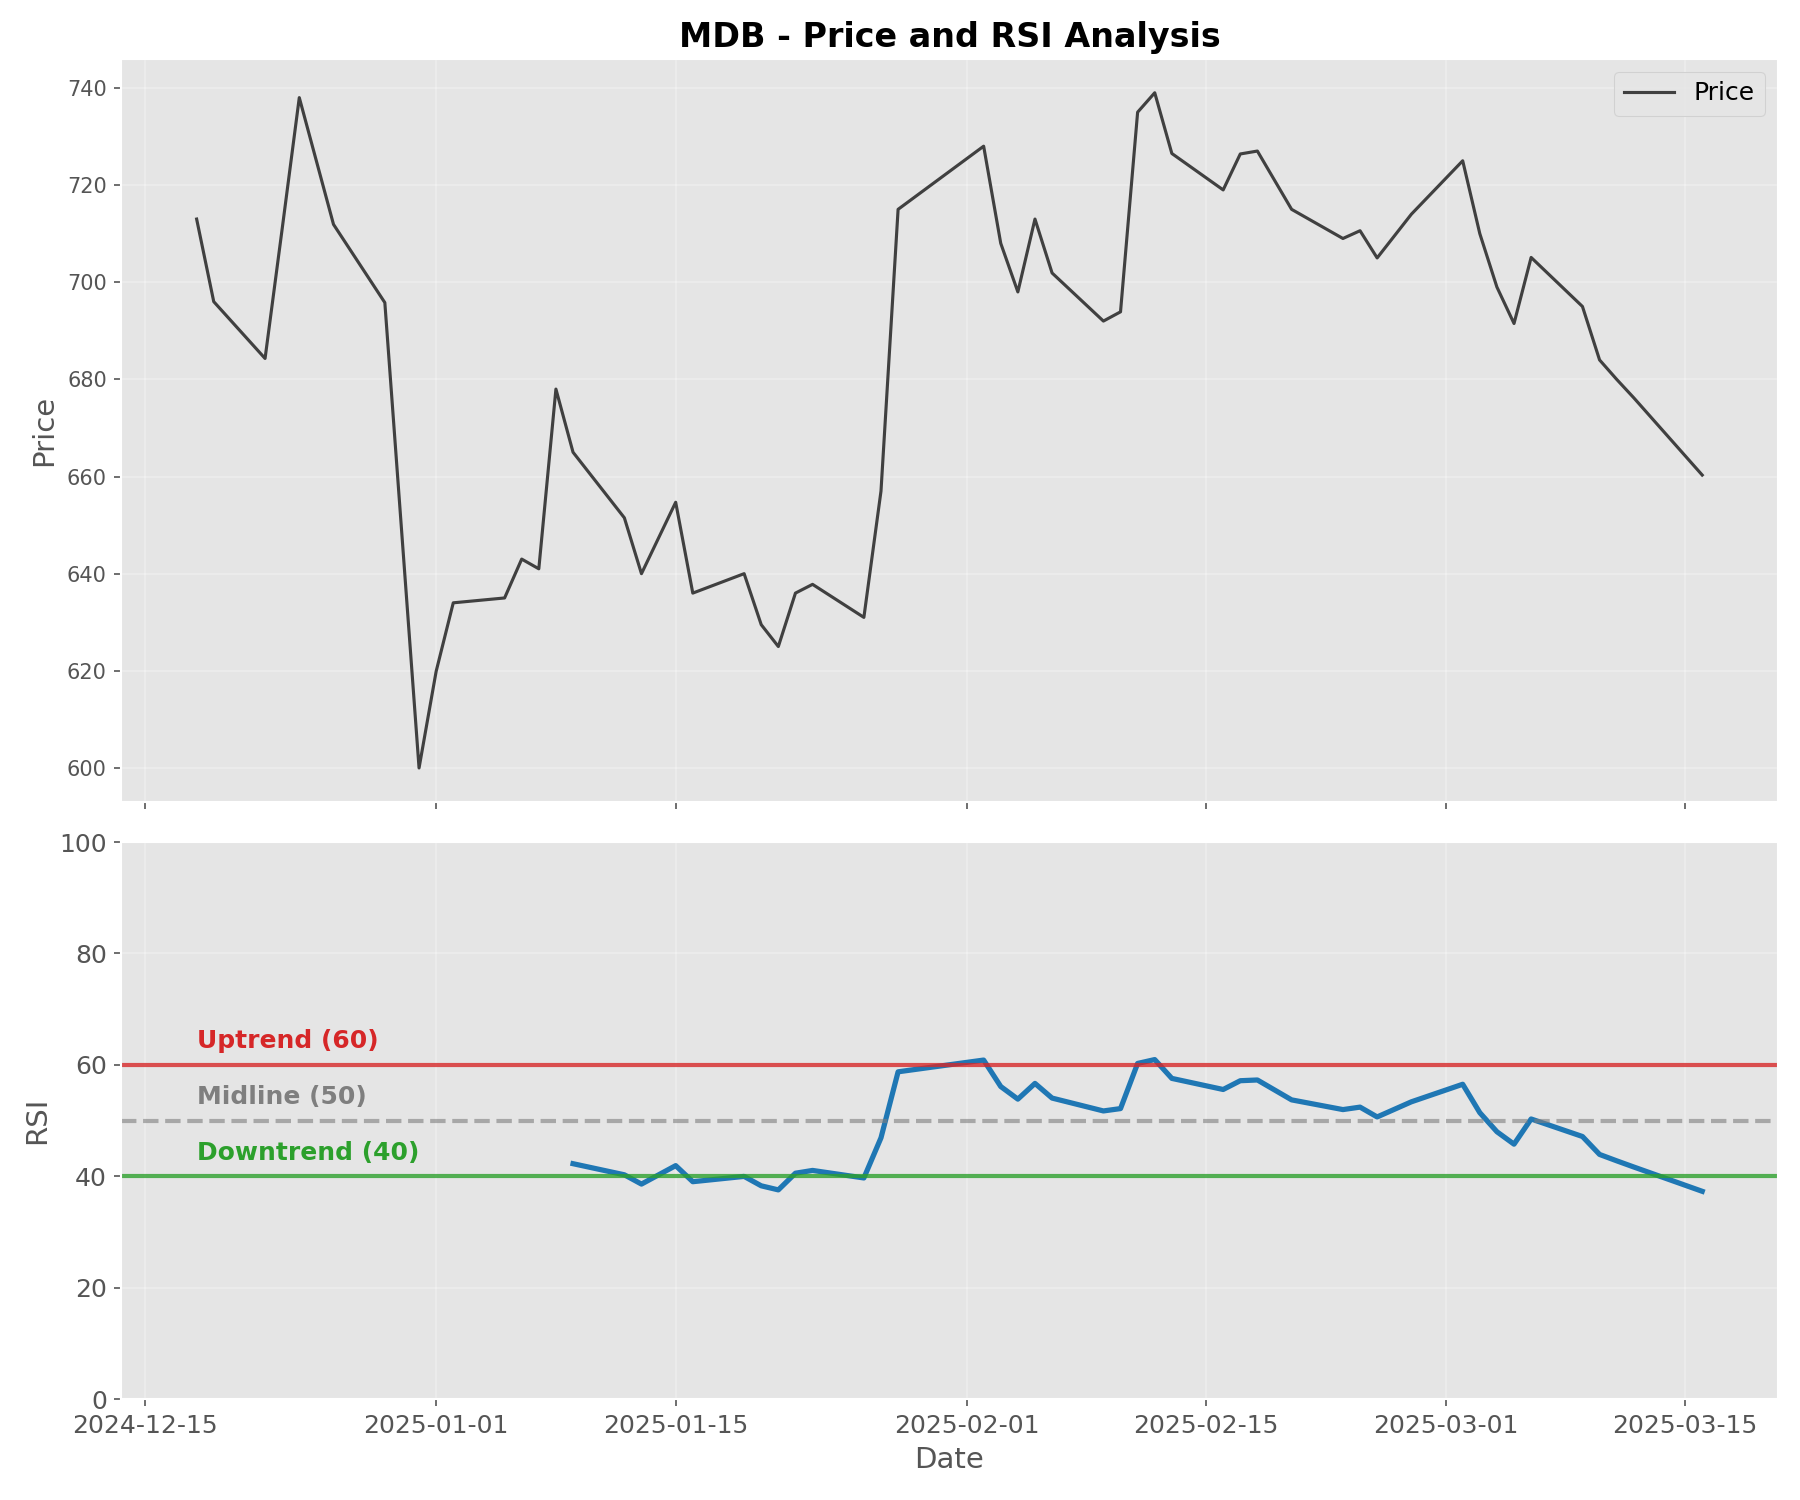 MDB - Price and RSI Analysis
Price
740
720
700
680
660
640
620
600
Price
100
80
60
40
20
0
RSI
Uptrend (60)
Midline (50)
Downtrend (40)
2024-12-15
2025-01-01
2025-01-15
2025-02-01
2025-02-15
2025-03-01
2025-03-15
Date